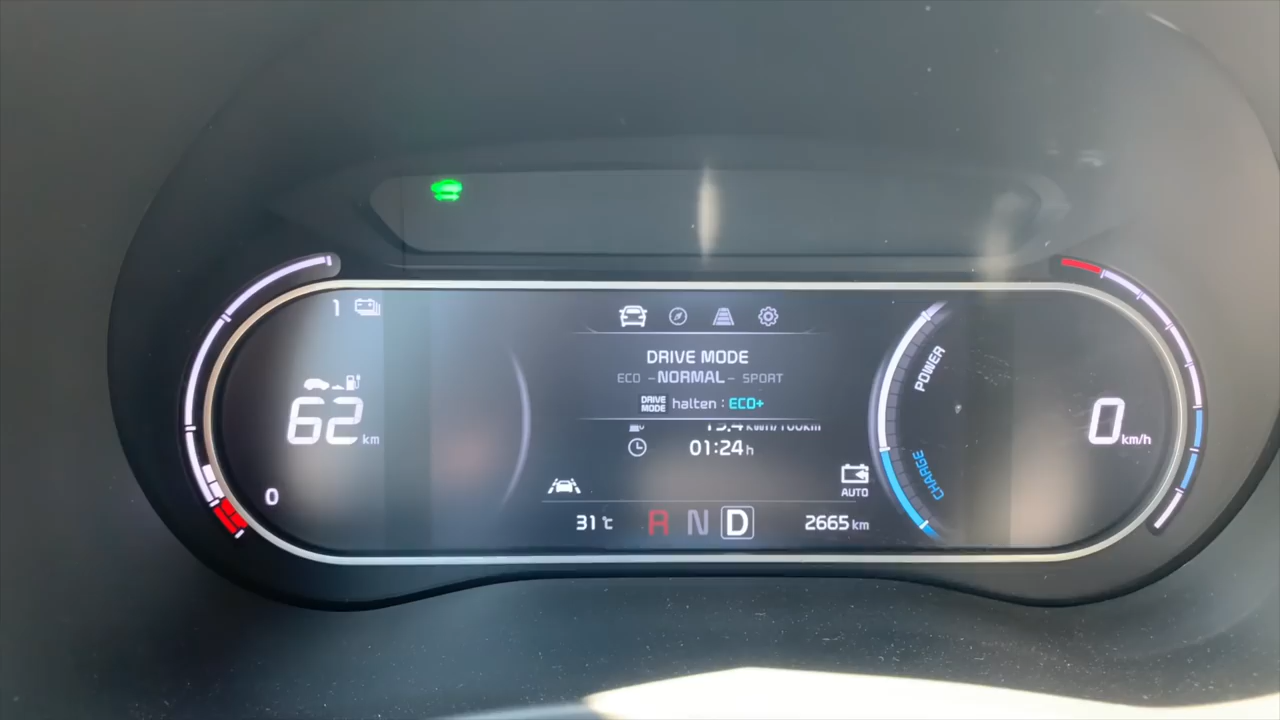 1
DRIVE MODE
ECO – NORMAL – SPORT
DRIVE MODE halten : ECO+
62 km
0 km/h
01:24 h
POWER
CHARGE
AUTO
0
31 °C
R N D
2665 km